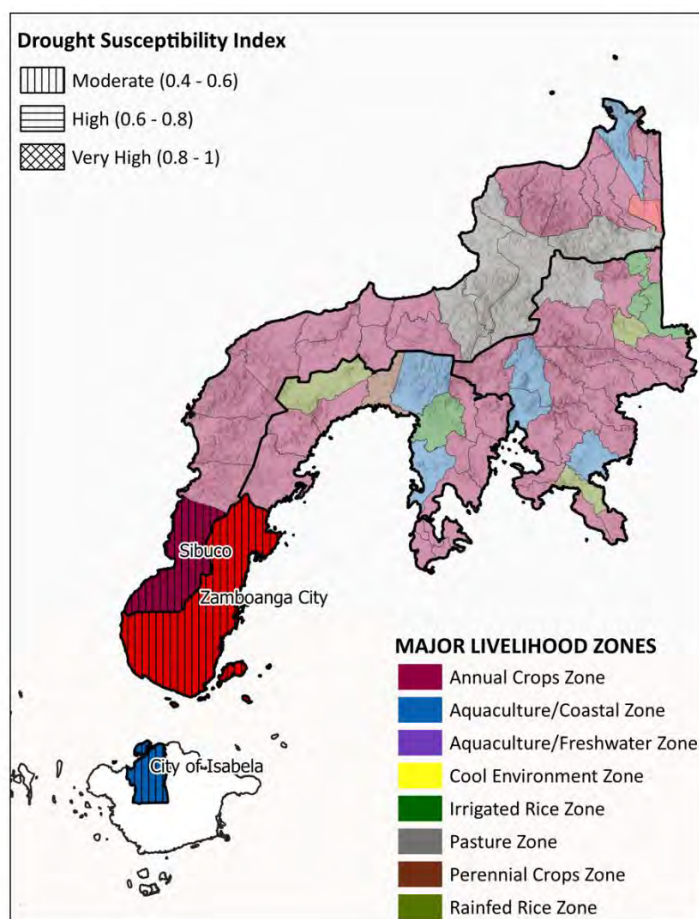 Drought Susceptibility Index
Moderate (0.4 - 0.6)
High (0.6 - 0.8)
Very High (0.8 - 1)
Sibuco
Zamboanga City
City of Isabela
MAJOR LIVELIHOOD ZONES
Annual Crops Zone
Aquaculture/Coastal Zone
Aquaculture/Freshwater Zone
Cool Environment Zone
Irrigated Rice Zone
Pasture Zone
Perennial Crops Zone
Rainfed Rice Zone